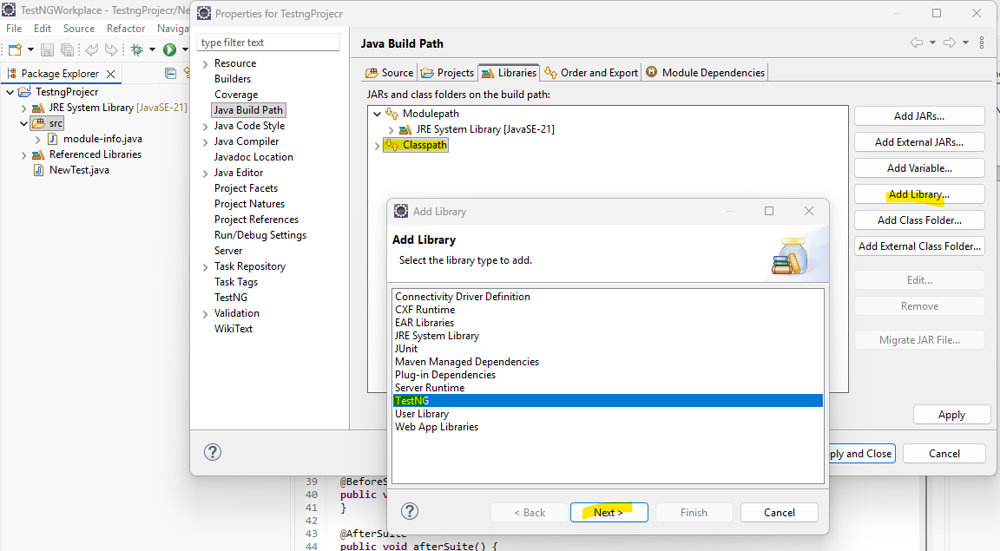 TestNGWorkplace - TestngProjecr/Ne
File Edit Source Refactor Naviga
Package Explorer
TestngProjecr
JRE System Library [JavaSE-21]
src
module-info.java
Referenced Libraries
NewTest.java
Properties for TestngProjecr
type filter text
Resource
Builders
Coverage
Java Build Path
Java Code Style
Java Compiler
Javadoc Location
Java Editor
Project Facets
Project Natures
Project References
Run/Debug Settings
Server
Task Repository
Task Tags
TestNG
Validation
WikiText
Java Build Path
Source Projects Libraries Order and Export Module Dependencies
JARs and class folders on the build path:
Modulepath
JRE System Library [JavaSE-21]
Classpath
Add JARs...
Add External JARs...
Add Variable...
Add Library...
Add Class Folder...
Add External Class Folder...
Edit...
Remove
Migrate JAR File...
Apply
ply and Close
Cancel
Add Library
Add Library
Select the library type to add.
Connectivity Driver Definition
CXF Runtime
EAR Libraries
JRE System Library
JUnit
Maven Managed Dependencies
Plug-in Dependencies
Server Runtime
TestNG
User Library
Web App Libraries
< Back Next > Finish Cancel
39 @BeforeS
40 public v
41 }
42
43 @AfterSuite
44 public void afterSuite() {